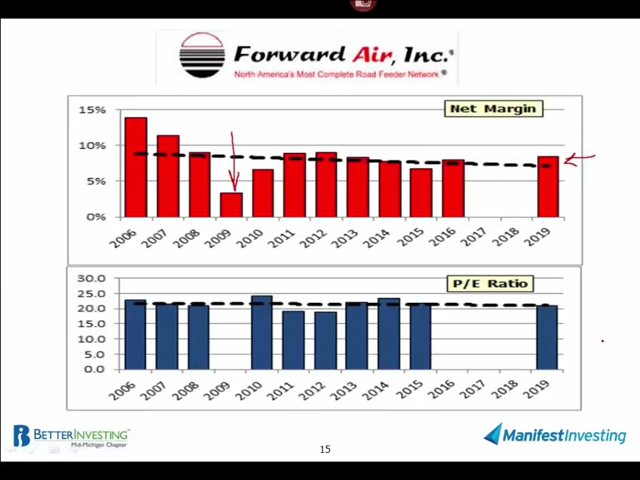 Forward Air, Inc.®
North America's Most Complete Road Feeder Network®
Net Margin
15%
10%
5%
0%
2006 2007 2008 2009 2010 2011 2012 2013 2014 2015 2016 2017 2018 2019
P/E Ratio
30.0
25.0
20.0
15.0
10.0
5.0
0.0
2006 2007 2008 2009 2010 2011 2012 2013 2014 2015 2016 2017 2018 2019
BETTERINVESTING™
Mid-Michigan Chapter
15
ManifestInvesting